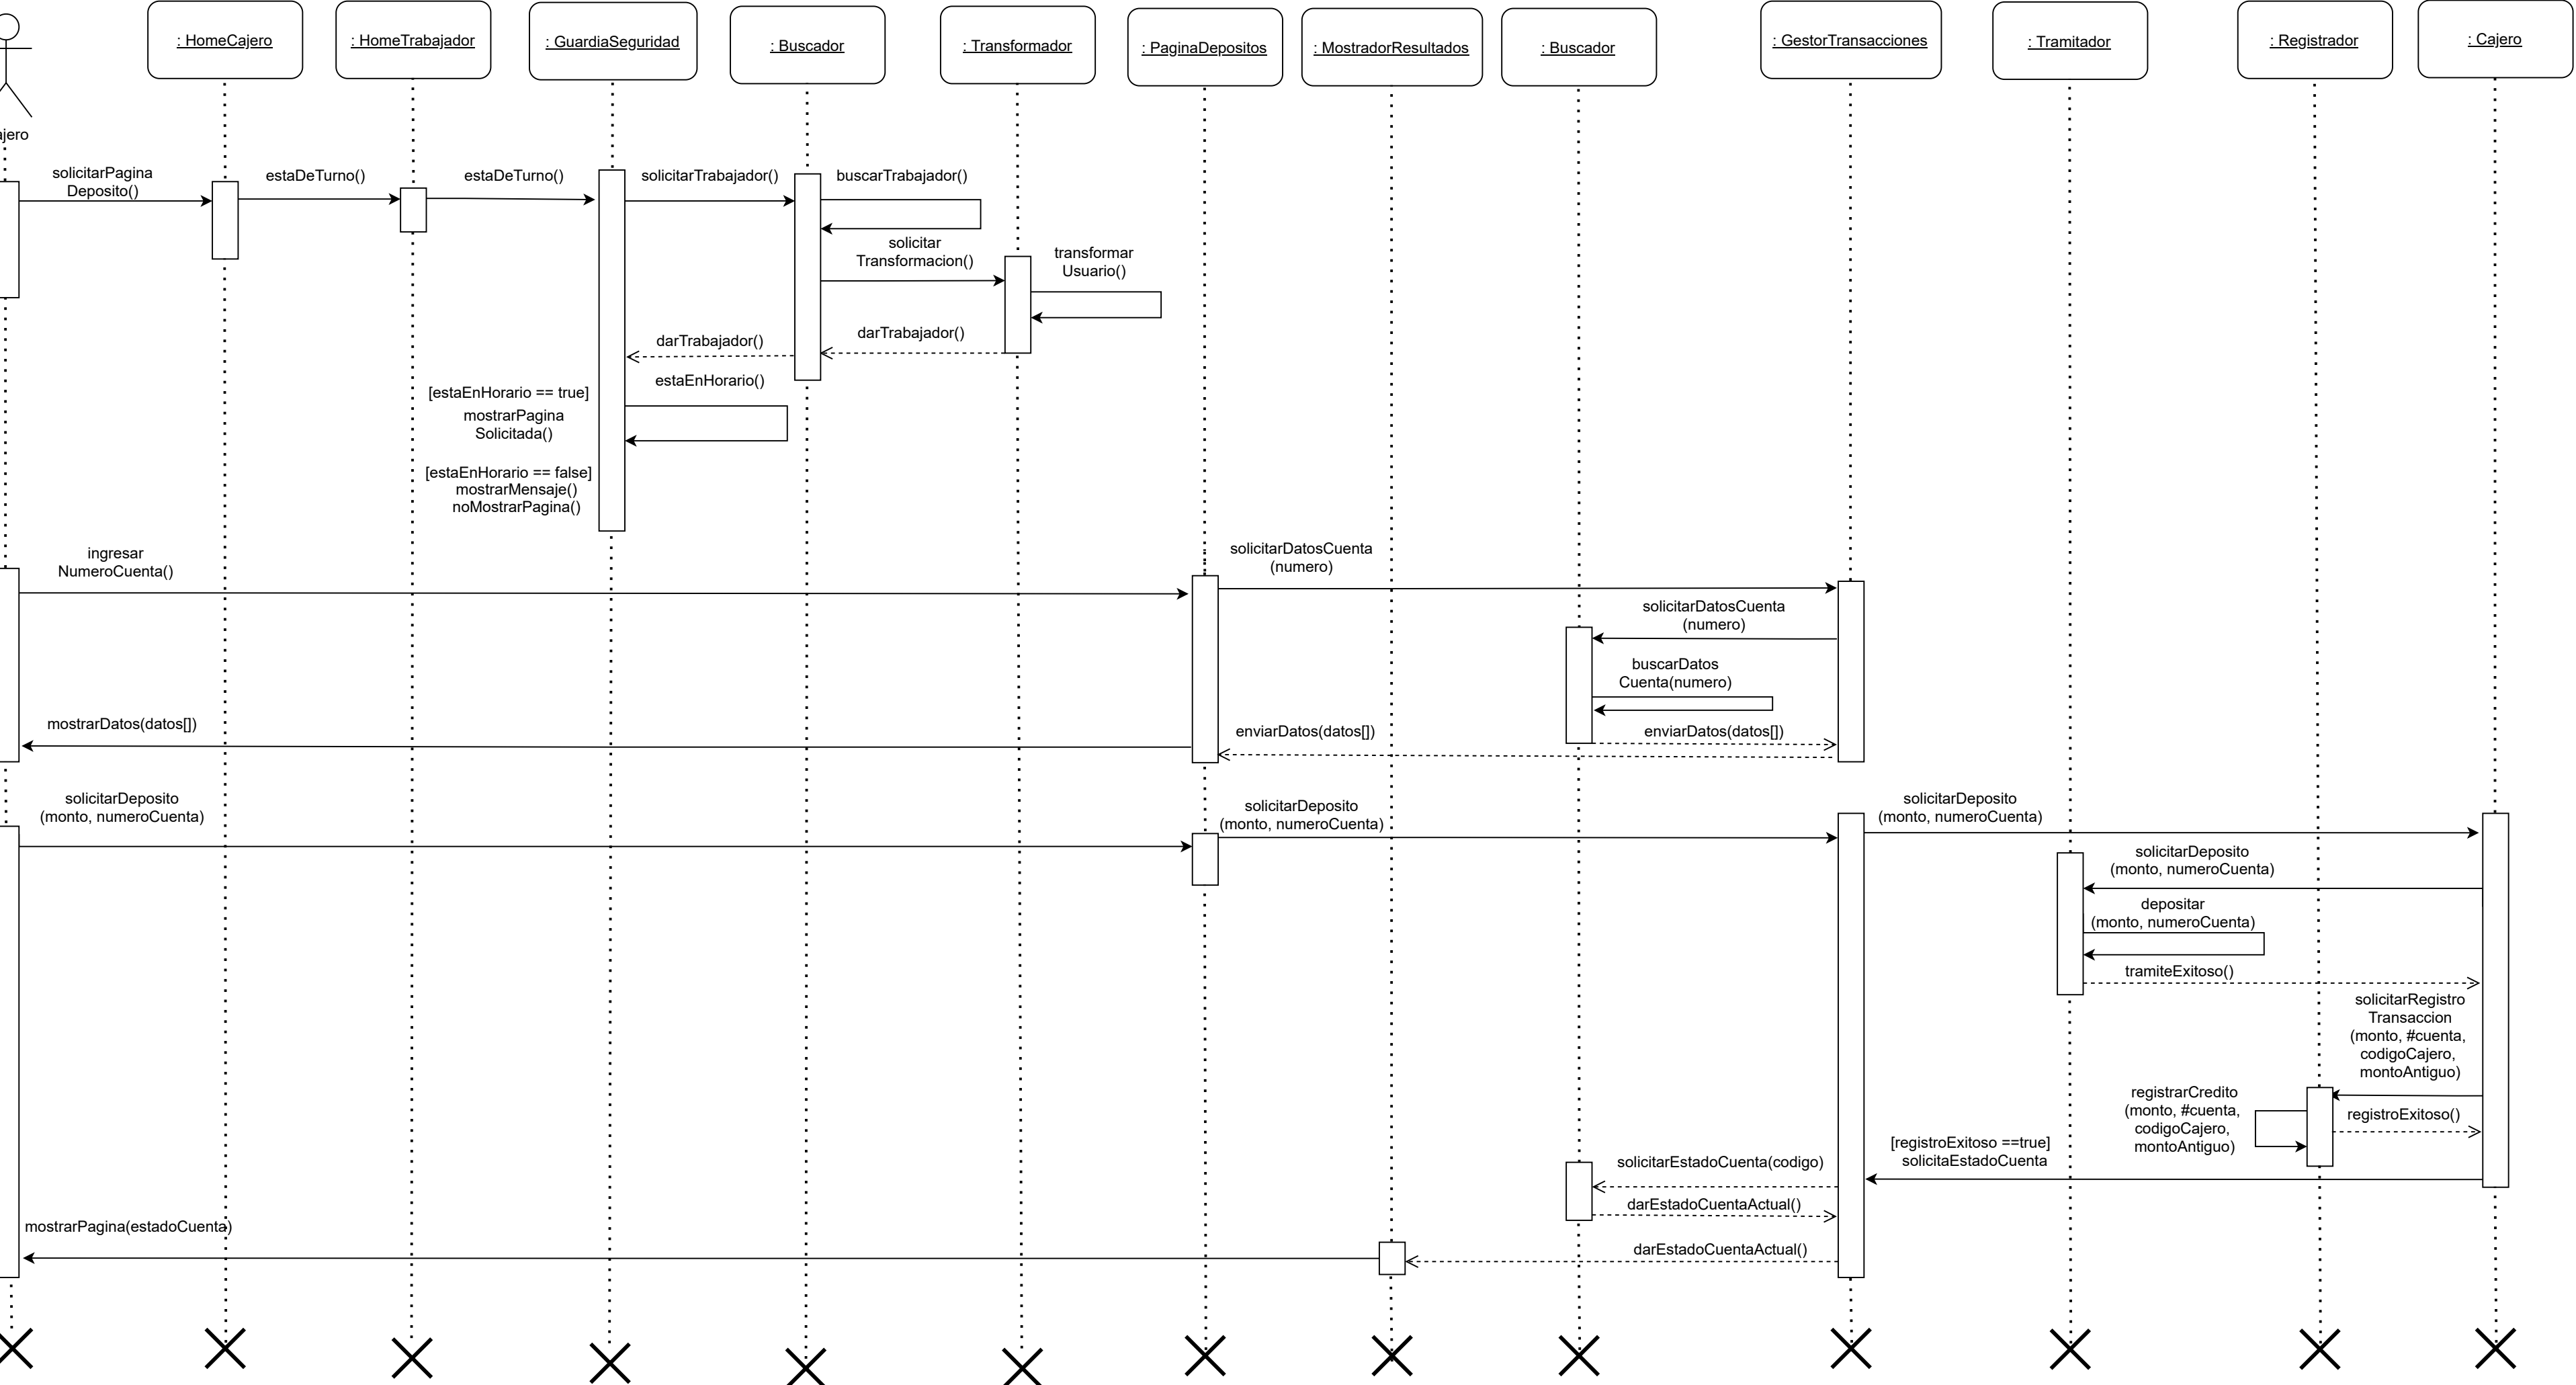 : HomeCajero
: HomeTrabajador
: GuardiaSeguridad
: Buscador
: Transformador
: PaginaDepositos
: MostradorResultados
: Buscador
: GestorTransacciones
: Tramitador
: Registrador
: Cajero
ajero
solicitarPagina
Deposito()
estaDeTurno()
estaDeTurno()
solicitarTrabajador()
buscarTrabajador()
solicitar
Transformacion()
transformar
Usuario()
darTrabajador()
darTrabajador()
estaEnHorario()
[estaEnHorario == true]
mostrarPagina
Solicitada()
[estaEnHorario == false]
mostrarMensaje()
noMostrarPagina()
ingresar
NumeroCuenta()
solicitarDatosCuenta
(numero)
solicitarDatosCuenta
(numero)
buscarDatos
Cuenta(numero)
enviarDatos(datos[])
enviarDatos(datos[])
mostrarDatos(datos[])
solicitarDeposito
(monto, numeroCuenta)
solicitarDeposito
(monto, numeroCuenta)
solicitarDeposito
(monto, numeroCuenta)
solicitarDeposito
(monto, numeroCuenta)
depositar
(monto, numeroCuenta)
tramiteExitoso()
solicitarRegistro
Transaccion
(monto, #cuenta,
codigoCajero,
montoAntiguo)
registrarCredito
(monto, #cuenta,
codigoCajero,
montoAntiguo)
registroExitoso()
[registroExitoso ==true]
solicitaEstadoCuenta
solicitarEstadoCuenta(codigo)
darEstadoCuentaActual()
darEstadoCuentaActual()
mostrarPagina(estadoCuenta)